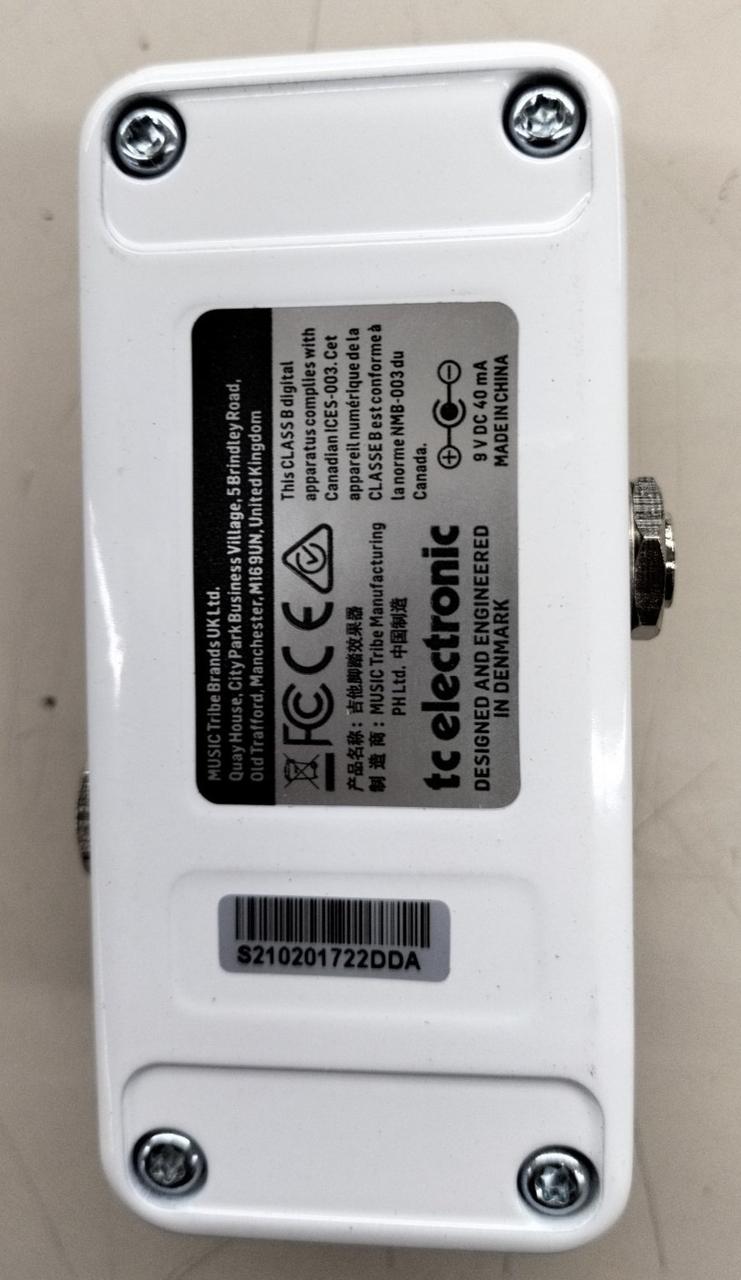 MUSIC Tribe Brands UK Ltd.
Quay House, City Park Business Village, 5 Brindley Road,
Old Trafford, Manchester, M16 9UN, United Kingdom
FC CE
产品名称：吉他脚踏效果器
制 造 商：MUSIC Tribe Manufacturing
PH Ltd. 中国制造
tc electronic
DESIGNED AND ENGINEERED
IN DENMARK
This CLASS B digital
apparatus complies with
Canadian ICES-003. Cet
appareil numérique de la
CLASSE B est conforme à
la norme NMB-003 du
Canada.
9 V DC 40 mA
MADE IN CHINA
S210201722DDA